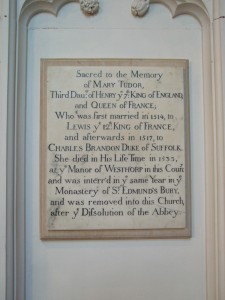 Sacred to the Memory
of MARY TUDOR,
Third Daur. of HENRY yᵉ 7ᵗʰ KING of ENGLAND,
and QUEEN of FRANCE;
Who was first married in 1514, to
LEWIS yᵉ 12ᵗʰ KING of FRANCE,
and afterwards in 1517, to
CHARLES BRANDON DUKE of SUFFOLK.
She died in His Life Time in 1533,
at yᵉ Manor of WESTHORP in this County
and was interr'd in yᵉ same Year in yᵉ
Monastery of Sᵗ. EDMUND'S BURY,
and was removed into this Church,
after yᵉ Dissolution of the Abbey.